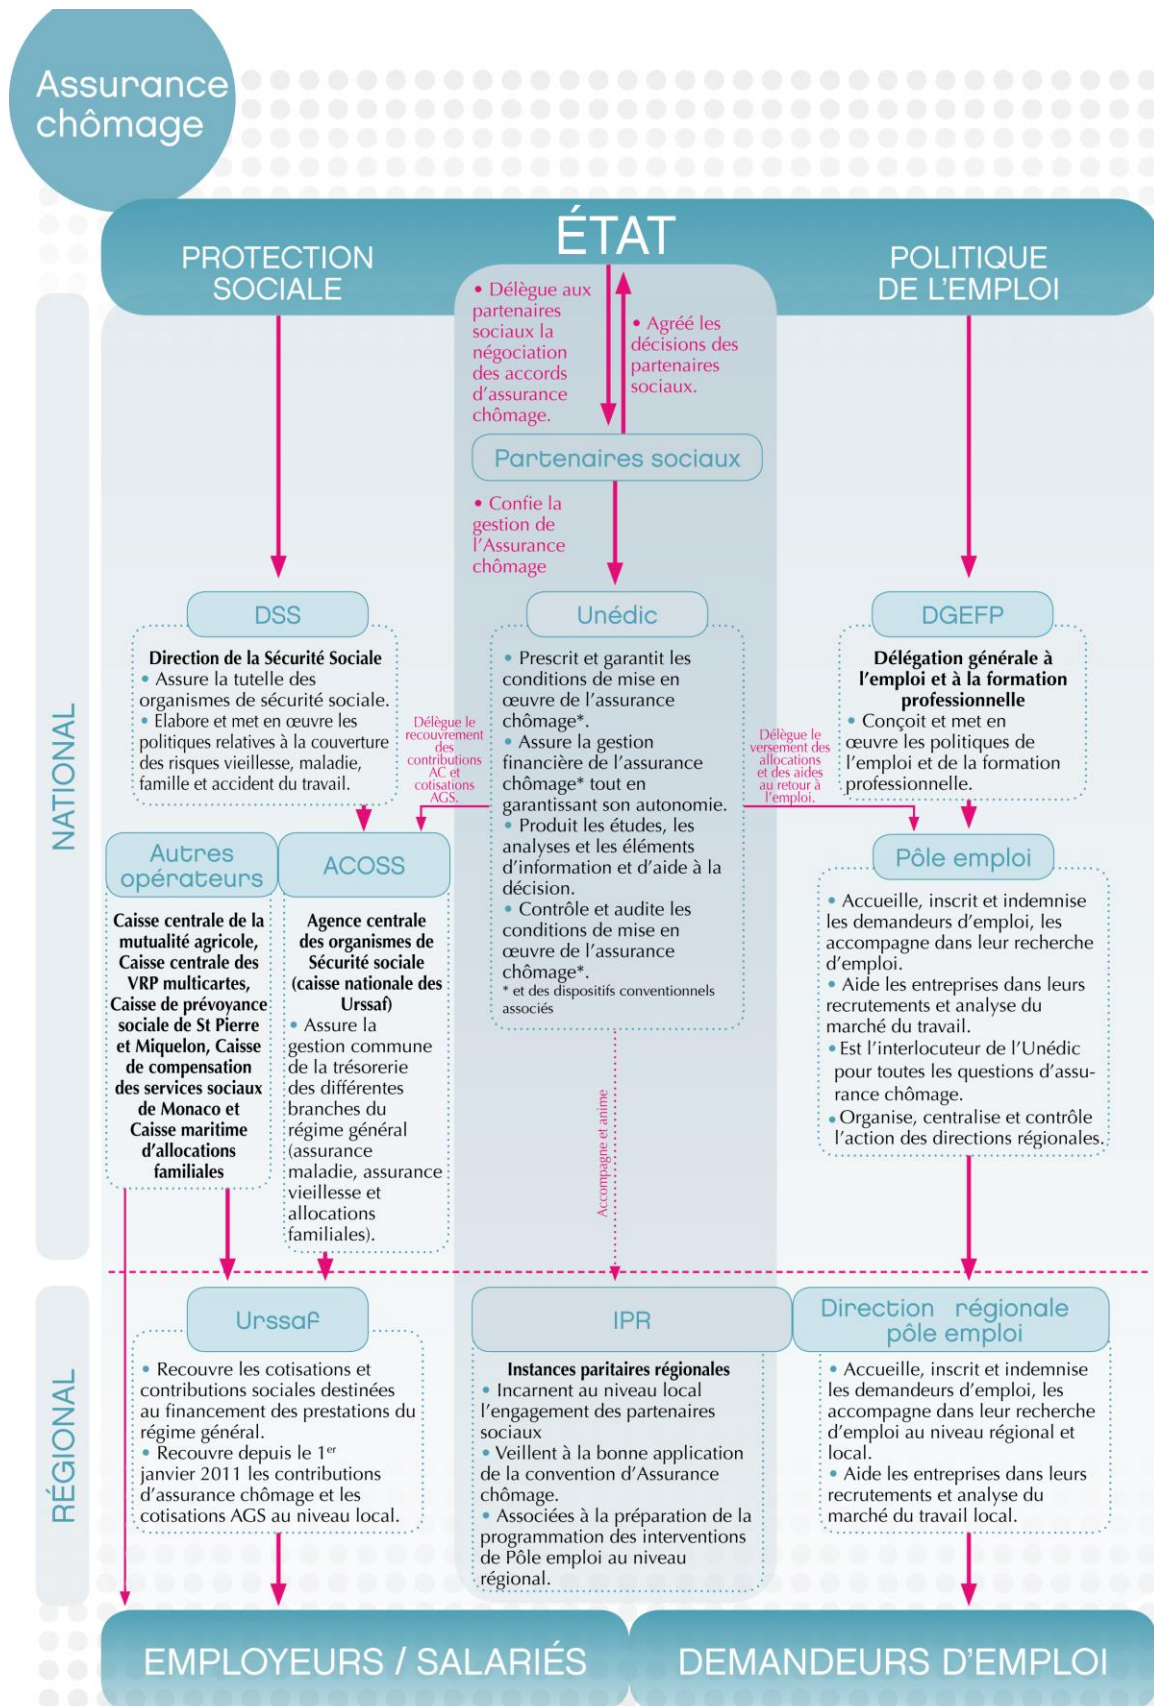 Assurance
chômage
ÉTAT
PROTECTION
SOCIALE
POLITIQUE
DE L'EMPLOI
• Délègue aux
partenaires
sociaux la
négociation
des accords
d'assurance
chômage.
• Agréé les
décisions des
partenaires
sociaux.
Partenaires sociaux
• Confie la
gestion de
l'Assurance
chômage
NATIONAL
DSS
Direction de la Sécurité Sociale
• Assure la tutelle des
organismes de sécurité sociale.
• Elabore et met en œuvre les
politiques relatives à la couverture
des risques vieillesse, maladie,
famille et accident du travail.
Délègue le
recouvrement
des
contributions
AC et
cotisations
AGS.
Unédic
• Prescrit et garantit les
conditions de mise en
œuvre de l'assurance
chômage*.
• Assure la gestion
financière de l'assurance
chômage* tout en
garantissant son autonomie.
• Produit les études, les
analyses et les éléments
d'information et d'aide à la
décision.
• Contrôle et audite les
conditions de mise en
œuvre de l'assurance
chômage*.
* et des dispositifs conventionnels
associés
Délègue le
versement des
allocations
et des aides
au retour à
l'emploi.
DGEFP
Délégation générale à
l'emploi et à la formation
professionnelle
• Conçoit et met en
œuvre les politiques de
l'emploi et de la formation
professionnelle.
Autres
opérateurs
Caisse centrale de la
mutualité agricole,
Caisse centrale des
VRP multicartes,
Caisse de prévoyance
sociale de St Pierre
et Miquelon, Caisse
de compensation
des services sociaux
de Monaco et
Caisse maritime
d'allocations
familiales
ACOSS
Agence centrale
des organismes de
Sécurité sociale
(caisse nationale des
Urssaf)
• Assure la
gestion commune
de la trésorerie
des différentes
branches du
régime général
(assurance
maladie, assurance
vieillesse et
allocations
familiales).
Pôle emploi
• Accueille, inscrit et indemnise
les demandeurs d'emploi, les
accompagne dans leur recherche
d'emploi.
• Aide les entreprises dans leurs
recrutements et analyse du
marché du travail.
• Est l'interlocuteur de l'Unédic
pour toutes les questions d'assu-
rance chômage.
• Organise, centralise et contrôle
l'action des directions régionales.
Accompagne et anime
RÉGIONAL
Urssaf
• Recouvre les cotisations et
contributions sociales destinées
au financement des prestations du
régime général.
• Recouvre depuis le 1er
janvier 2011 les contributions
d'assurance chômage et les
cotisations AGS au niveau local.
IPR
Instances paritaires régionales
• Incarnent au niveau local
l'engagement des partenaires
sociaux
• Veillent à la bonne application
de la convention d'Assurance
chômage.
• Associées à la préparation de la
programmation des interventions
de Pôle emploi au niveau
régional.
Direction régionale
pôle emploi
• Accueille, inscrit et indemnise
les demandeurs d'emploi, les
accompagne dans leur recherche
d'emploi au niveau régional et
local.
• Aide les entreprises dans leurs
recrutements et analyse du
marché du travail local.
EMPLOYEURS / SALARIÉS
DEMANDEURS D'EMPLOI